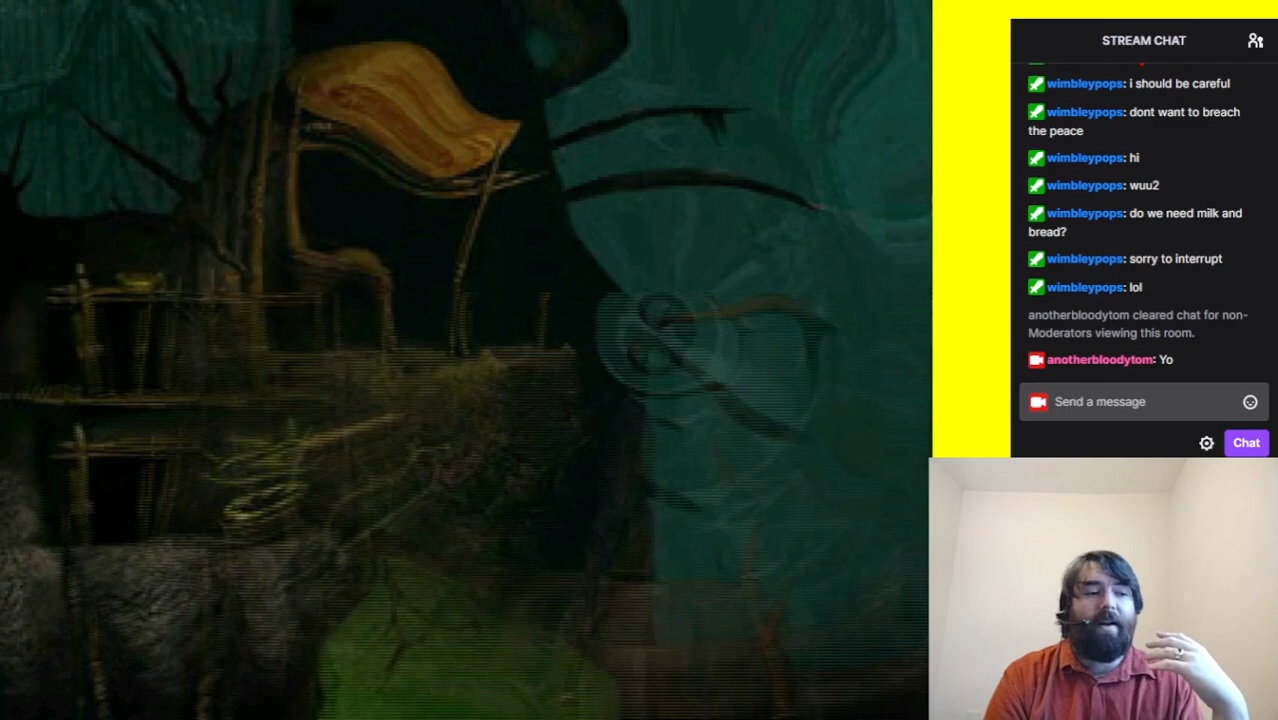 STREAM CHAT
wimbleypops: i should be careful
wimbleypops: dont want to breach
the peace
wimbleypops: hi
wimbleypops: wuu2
wimbleypops: do we need milk and
bread?
wimbleypops: sorry to interrupt
wimbleypops: lol
anotherbloodytom cleared chat for non-
Moderators viewing this room.
anotherbloodytom: Yo
Send a message
Chat